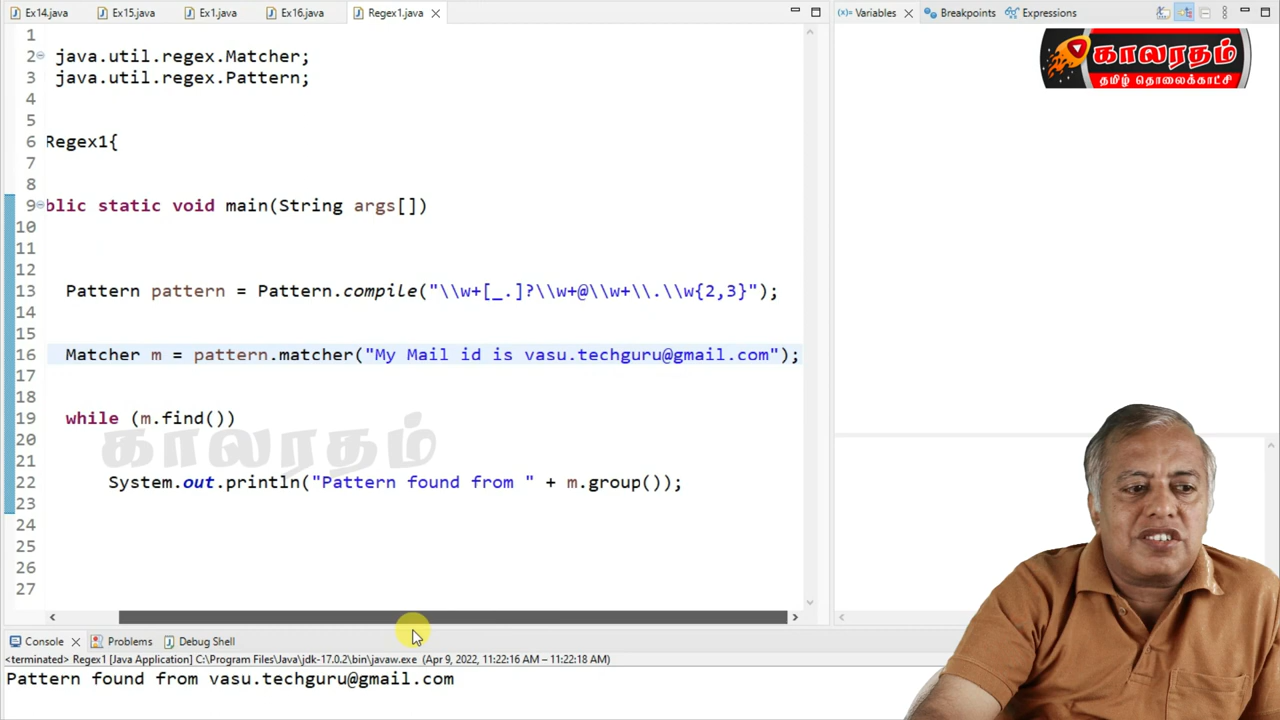 Ex14.java Ex15.java Ex1.java Ex16.java Regex1.java
Variables Breakpoints Expressions
காலரதம்
தமிழ் தொலைக்காட்சி
1
2 java.util.regex.Matcher;
3 java.util.regex.Pattern;
4
5
6 Regex1{
7
8
9 blic static void main(String args[])
10
11
12
13 Pattern pattern = Pattern.compile("\\w+[_.]?\\w+@\\w+\\.\\w{2,3}");
14
15
16 Matcher m = pattern.matcher("My Mail id is vasu.techguru@gmail.com");
17
18
19 while (m.find())
20
காலரதம்
21
22 System.out.println("Pattern found from " + m.group());
23
24
25
26
27
Console Problems Debug Shell
<terminated> Regex1 [Java Application] C:\Program Files\Java\jdk-17.0.2\bin\javaw.exe (Apr 9, 2022, 11:22:16 AM – 11:22:18 AM)
Pattern found from vasu.techguru@gmail.com